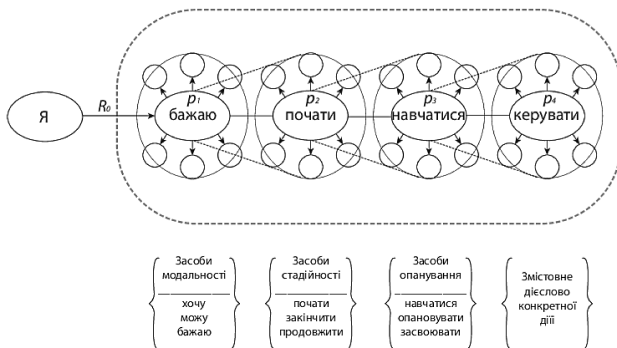 Я
R₀
p₁
бажаю
p₂
почати
p₃
навчатися
p₄
керувати
Засоби
модальності
хочу
можу
бажаю
Засоби
стадійності
почати
закінчити
продовжити
Засоби
опанування
навчатися
опановувати
засвоювати
Змістовне
дієслово
конкретної
дії